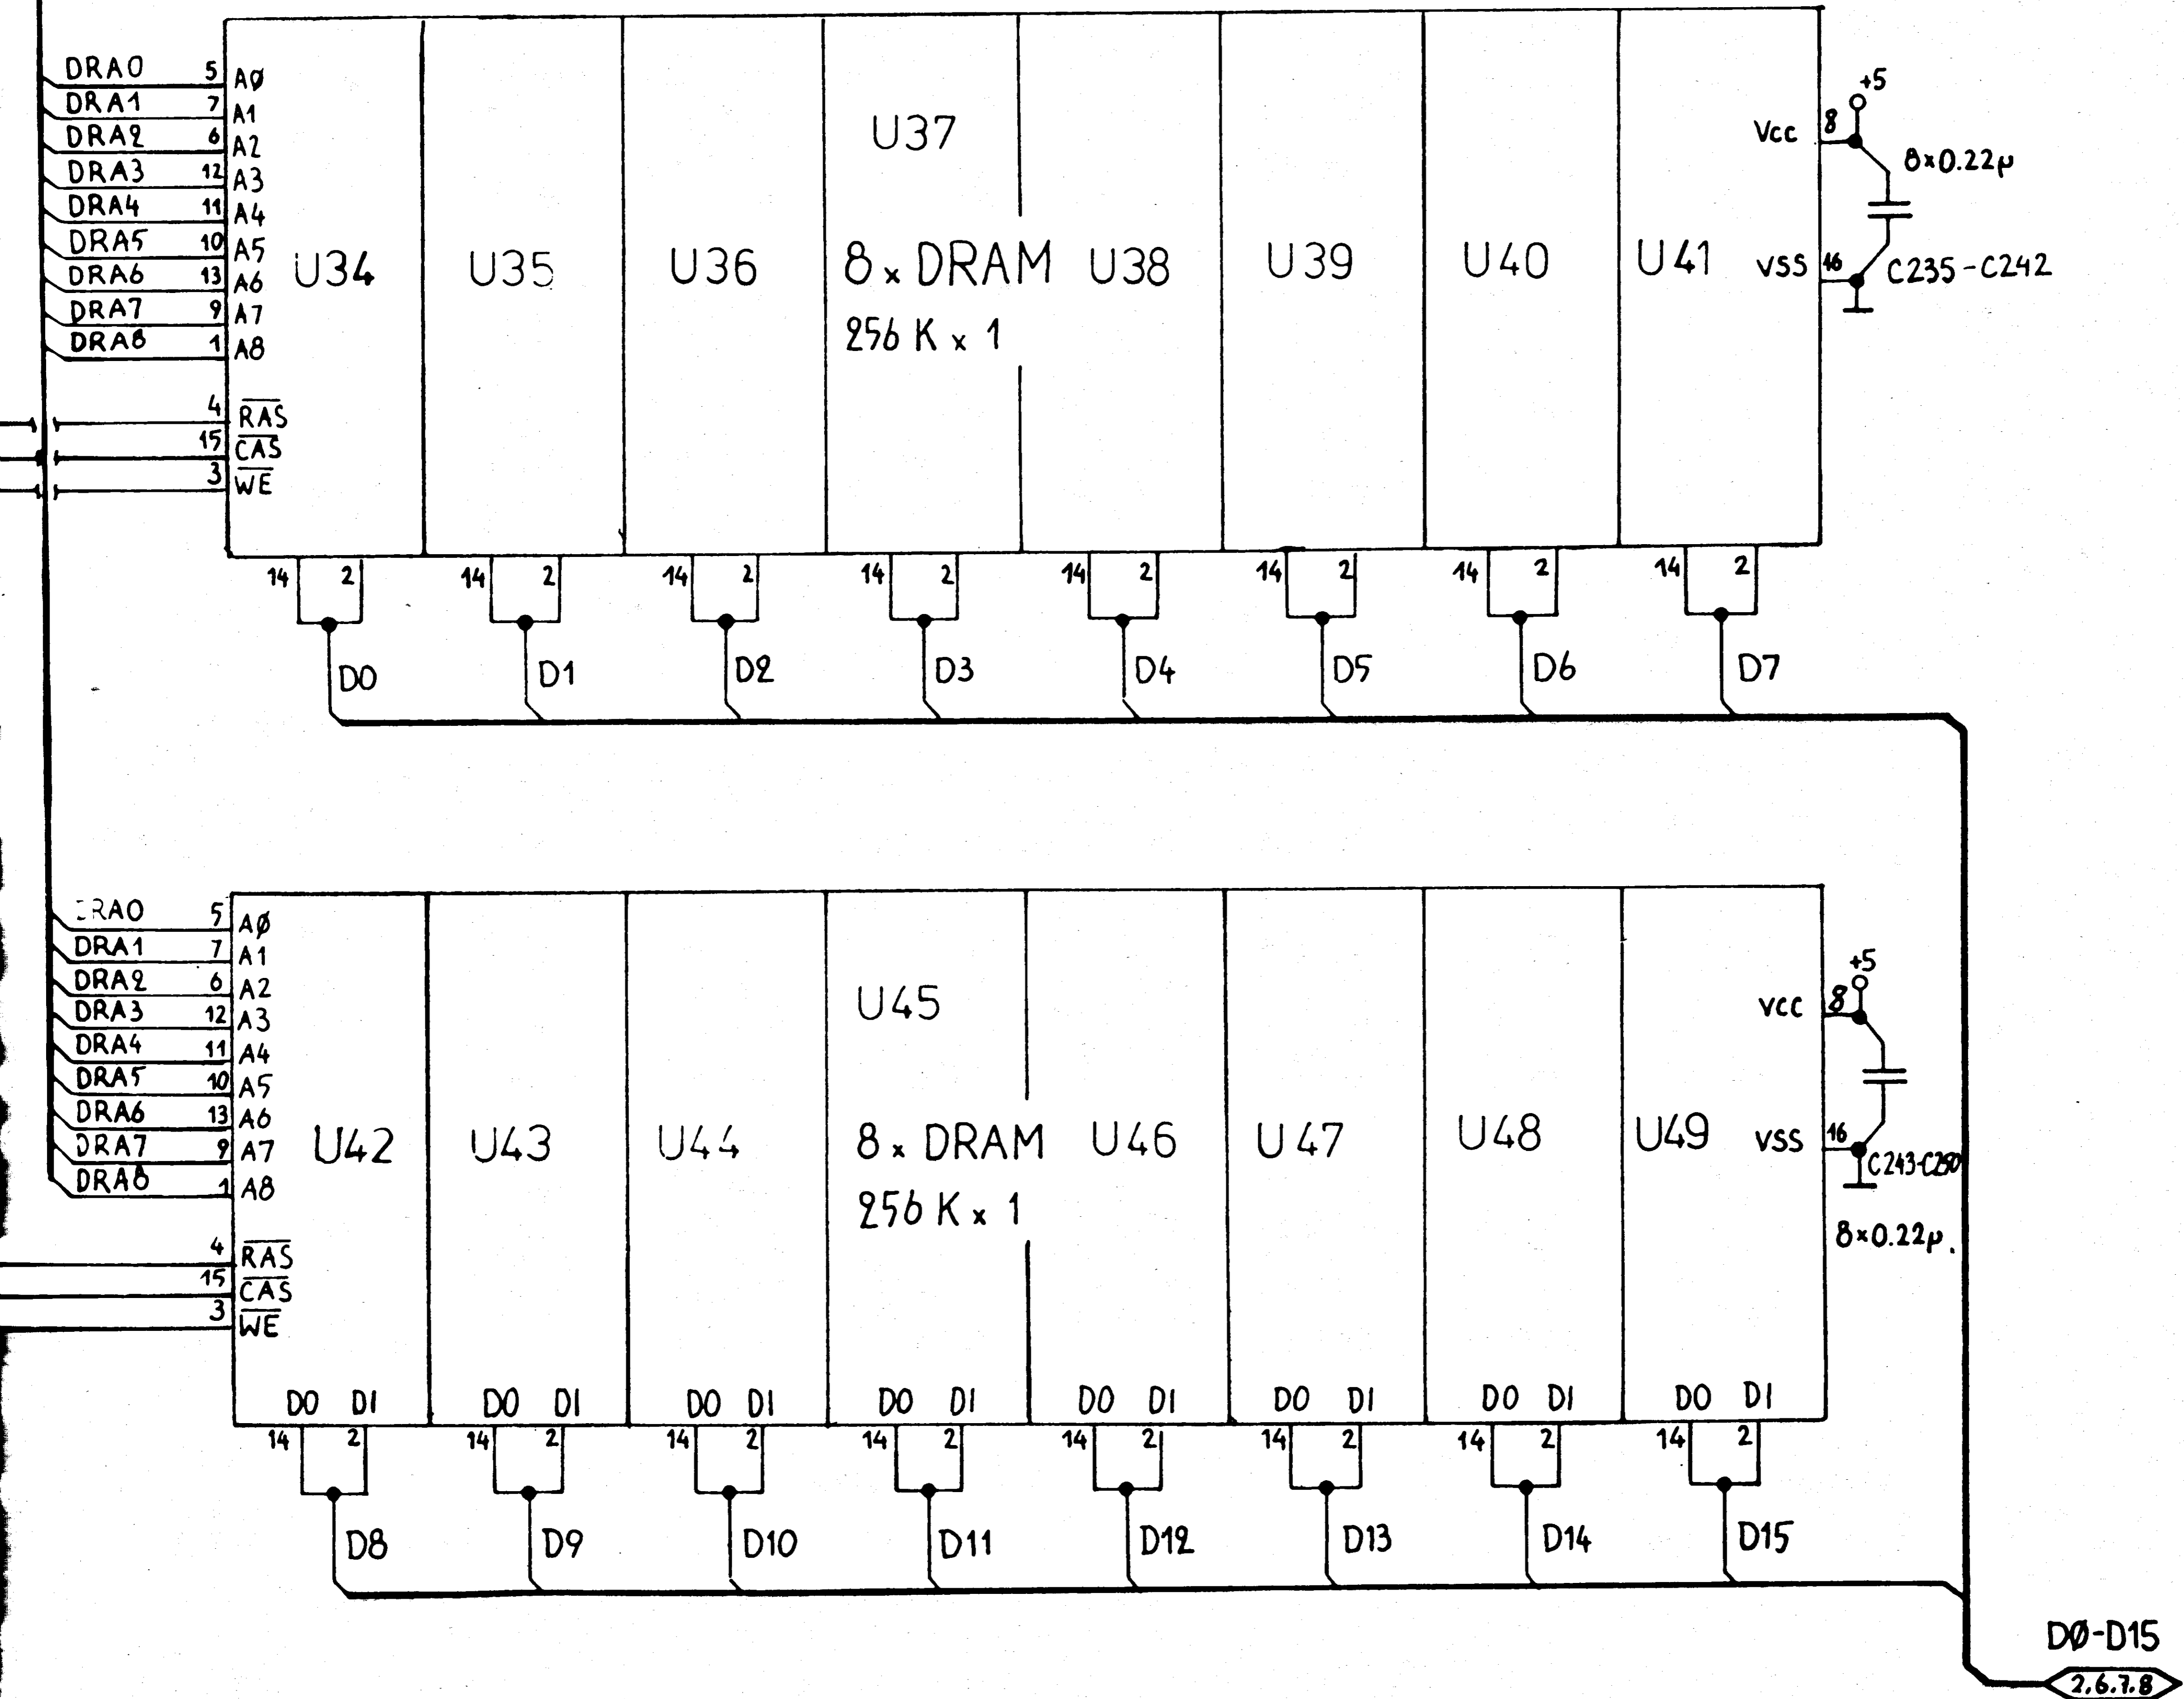 DRA0 5 AØ
DRA1 7 A1
DRA2 6 A2
DRA3 12 A3
DRA4 11 A4
DRA5 10 A5
DRA6 13 A6
DRA7 9 A7
DRA8 1 A8
4 RAS
15 CAS
3 WE
U34 U35 U36 U37 U38 U39 U40 U41
8 x DRAM
256 K x 1
+5
Vcc 8
8x0.22µ
VSS 16
C235-C242
14 2 14 2 14 2 14 2 14 2 14 2 14 2 14 2
D0 D1 D2 D3 D4 D5 D6 D7
DRA0 5 AØ
DRA1 7 A1
DRA2 6 A2
DRA3 12 A3
DRA4 11 A4
DRA5 10 A5
DRA6 13 A6
DRA7 9 A7
DRA8 1 A8
4 RAS
15 CAS
3 WE
U42 U43 U44 U45 U46 U47 U48 U49
8 x DRAM
256 K x 1
+5
VCC 8
VSS 16
C243-C250
8x0.22µ.
DO DI DO DI DO DI DO DI DO DI DO DI DO DI DO DI
14 2 14 2 14 2 14 2 14 2 14 2 14 2 14 2
D8 D9 D10 D11 D12 D13 D14 D15
DØ-D15
2.6.7.8